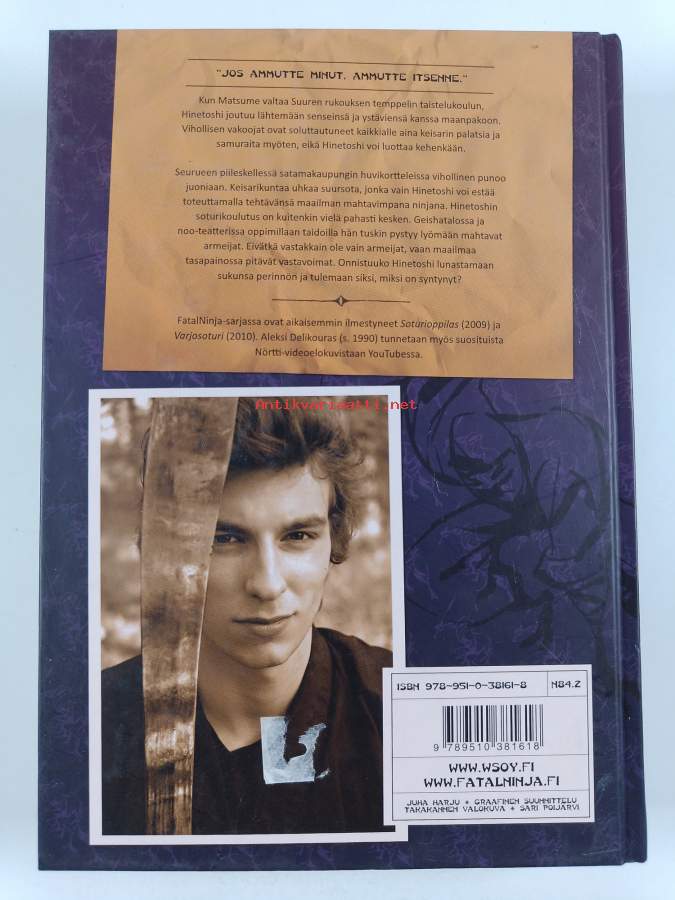 "JOS AMMUTTE MINUT, AMMUTTE ITSENNE."
Kun Matsume valtaa Suuren rukouksen temppelin taistelukoulun,
Hinetoshi joutuu lähtemään senseinsä ja ystäviensä kanssa maanpakoon.
Vihollisen vakoojat ovat soluttautuneet kaikkialle aina keisarin palatsia ja
samuraita myöten, eikä Hinetoshi voi luottaa kehenkään.
Seurueen piileskellessä satamakaupungin huvikortteleissa vihollinen punoo
juoniaan. Keisarikuntaa uhkaa suursota, jonka vain Hinetoshi voi estää
toteuttamalla tehtävänsä maailman mahtavimpana ninjana. Hinetoshin
soturikoulutus on kuitenkin vielä pahasti kesken. Geishatalossa ja
noo-teatterissa oppimillaan taidoilla hän tuskin pystyy lyömään mahtavat
armeijat. Eivätkä vastakkain ole vain armeijat, vaan maailmaa
tasapainossa pitävät vastavoimat. Onnistuuko Hinetoshi lunastamaan
sukunsa perinnön ja tulemaan siksi, miksi on syntynyt?
FatalNinja-sarjassa ovat aikaisemmin ilmestyneet Soturioppilas (2009) ja
Varjosoturi (2010). Aleksi Delikouras (s. 1990) tunnetaan myös suosituista
Nörtti-videoelokuvistaan YouTubessa.
Antikvariaatti.net
ISBN 978-951-0-38161-8 N84.2
9 789510 381618
WWW.WSOY.FI
WWW.FATALNINJA.FI
JUHA HARJU + GRAAFINEN SUUNNITTELU
TAKAKANNEN VALOKUVA + SARI POIJÄRVI